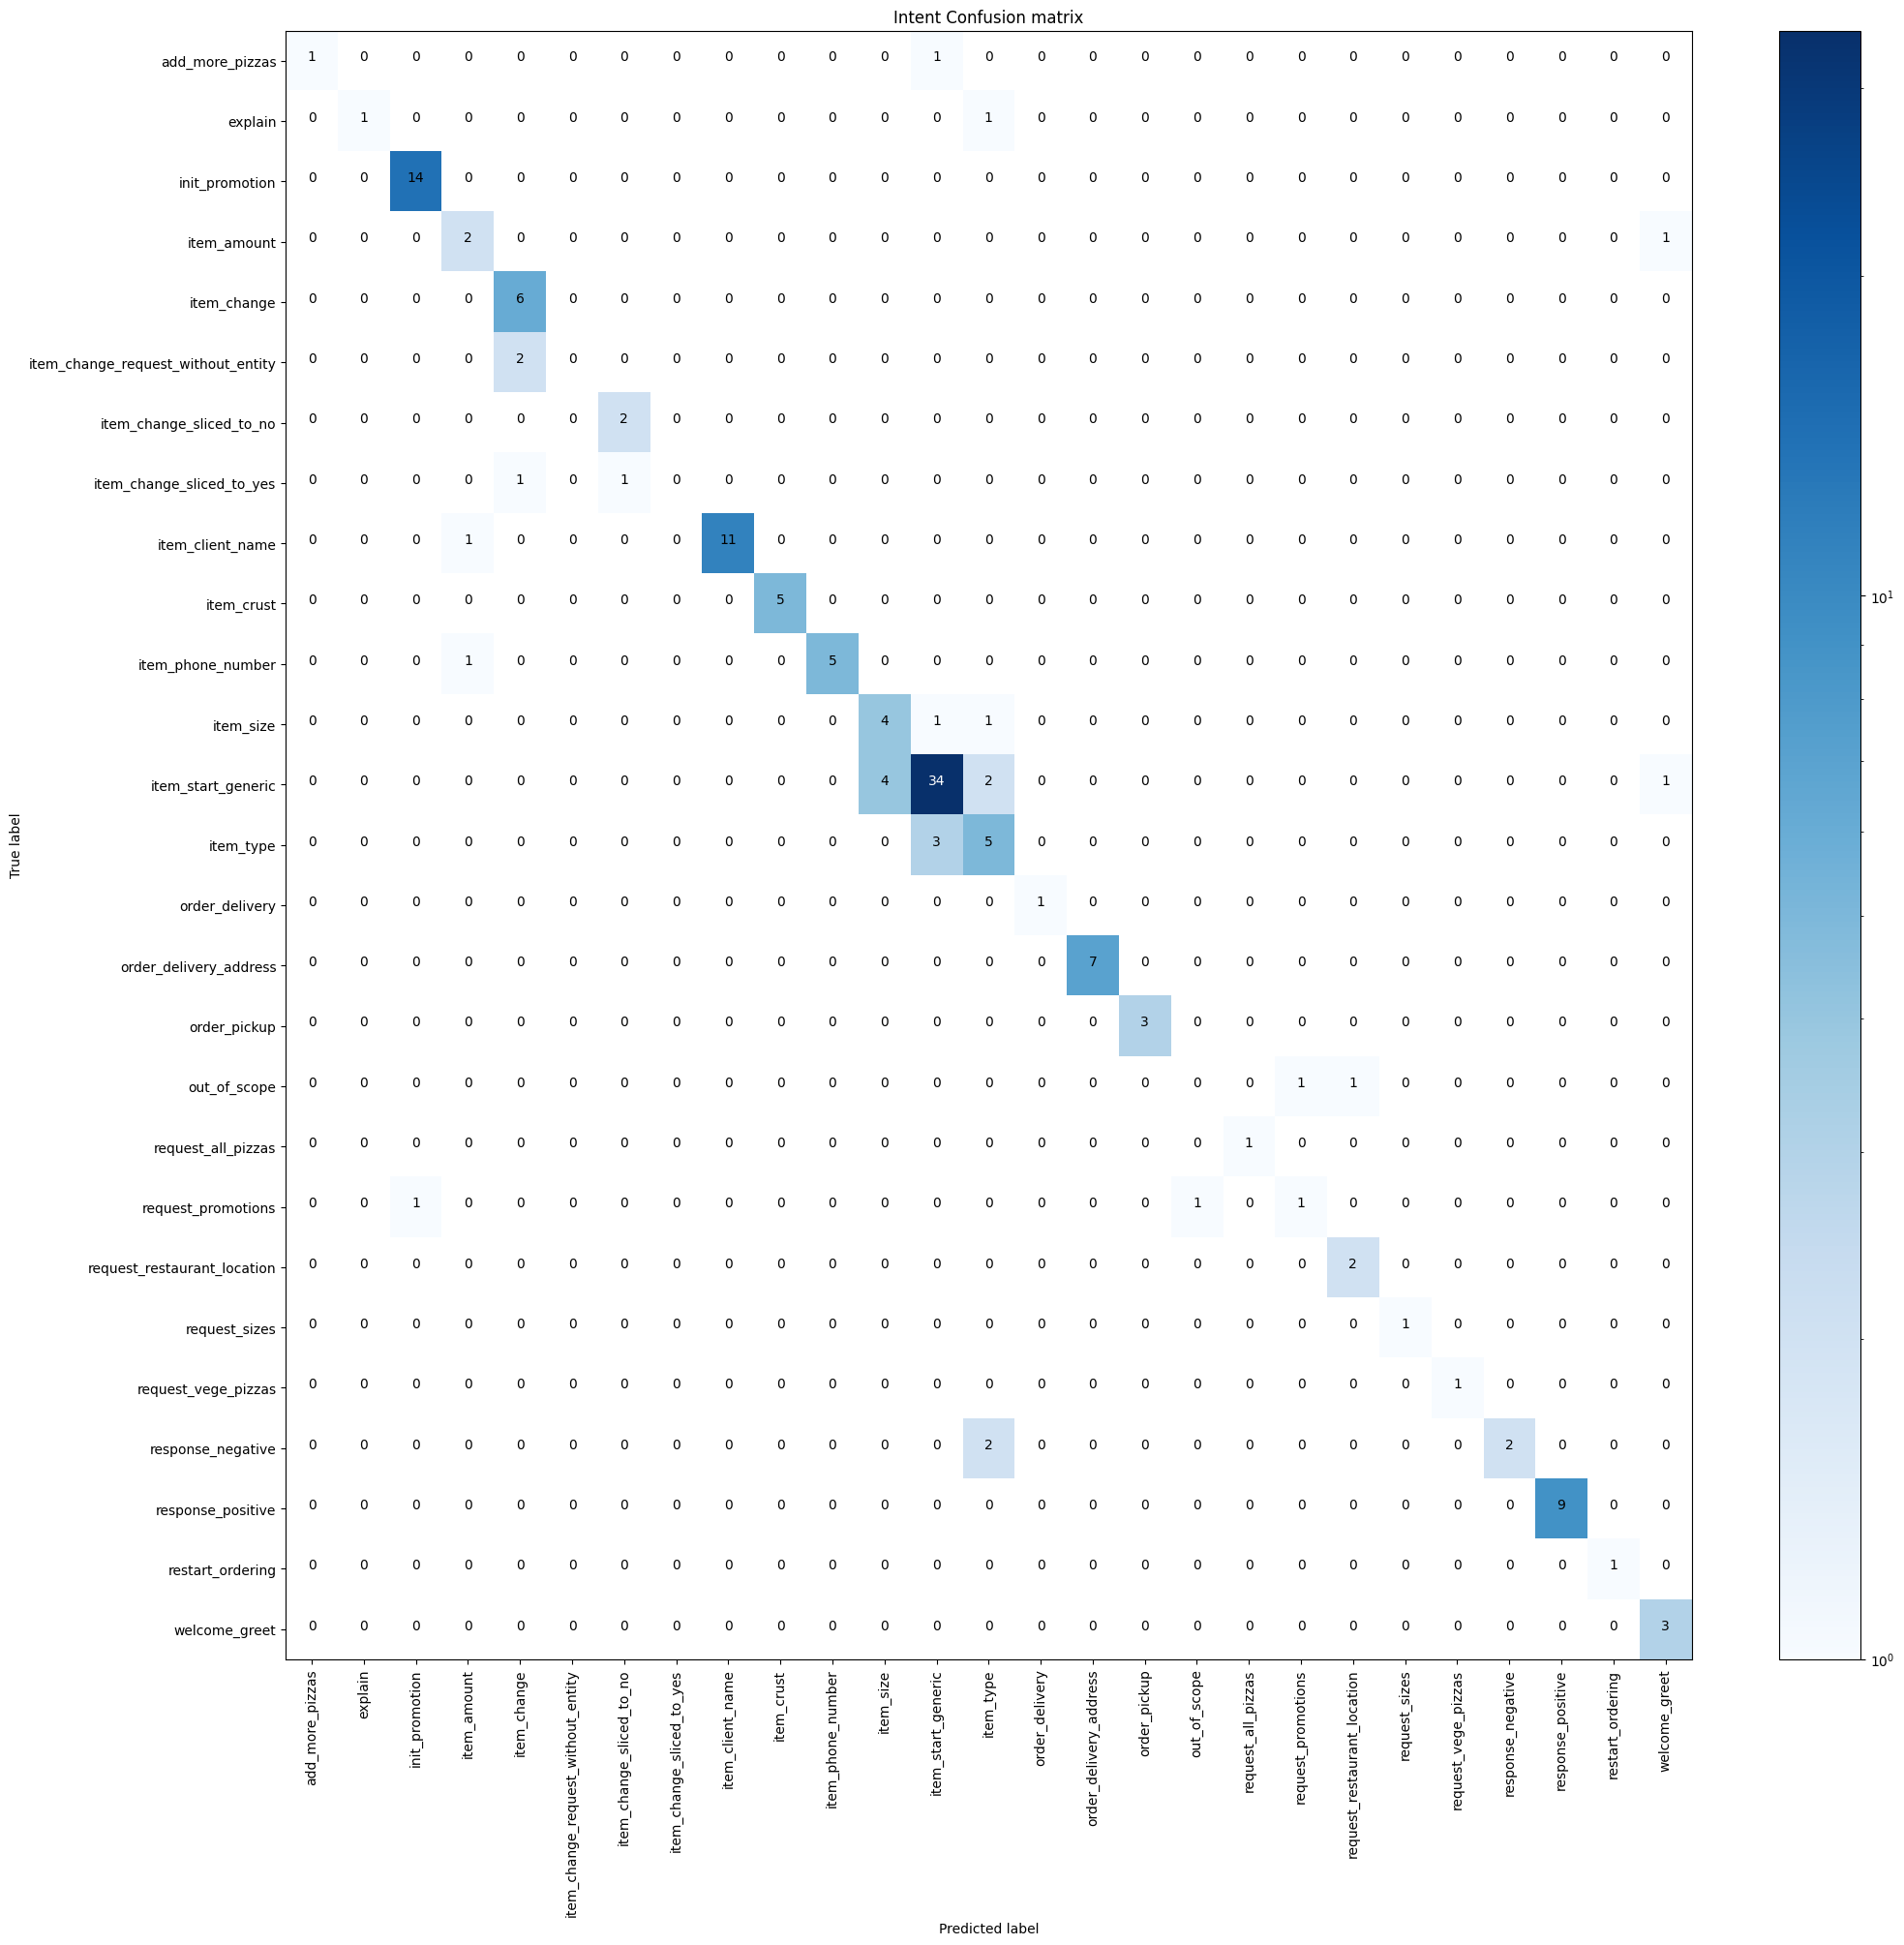 Intent Confusion matrix
add_more_pizzas 1 0 0 0 0 0 0 0 0 0 0 0 1 0 0 0 0 0 0 0 0 0 0 0 0 0 0
explain 0 1 0 0 0 0 0 0 0 0 0 0 0 1 0 0 0 0 0 0 0 0 0 0 0 0 0
init_promotion 0 0 14 0 0 0 0 0 0 0 0 0 0 0 0 0 0 0 0 0 0 0 0 0 0 0 0
item_amount 0 0 0 2 0 0 0 0 0 0 0 0 0 0 0 0 0 0 0 0 0 0 0 0 0 0 1
item_change 0 0 0 0 6 0 0 0 0 0 0 0 0 0 0 0 0 0 0 0 0 0 0 0 0 0 0
item_change_request_without_entity 0 0 0 0 2 0 0 0 0 0 0 0 0 0 0 0 0 0 0 0 0 0 0 0 0 0 0
item_change_sliced_to_no 0 0 0 0 0 0 2 0 0 0 0 0 0 0 0 0 0 0 0 0 0 0 0 0 0 0 0
item_change_sliced_to_yes 0 0 0 0 1 0 1 0 0 0 0 0 0 0 0 0 0 0 0 0 0 0 0 0 0 0 0
item_client_name 0 0 0 1 0 0 0 0 11 0 0 0 0 0 0 0 0 0 0 0 0 0 0 0 0 0 0
item_crust 0 0 0 0 0 0 0 0 0 5 0 0 0 0 0 0 0 0 0 0 0 0 0 0 0 0 0
item_phone_number 0 0 0 1 0 0 0 0 0 0 5 0 0 0 0 0 0 0 0 0 0 0 0 0 0 0 0
item_size 0 0 0 0 0 0 0 0 0 0 0 4 1 1 0 0 0 0 0 0 0 0 0 0 0 0 0
item_start_generic 0 0 0 0 0 0 0 0 0 0 0 4 34 2 0 0 0 0 0 0 0 0 0 0 0 0 1
item_type 0 0 0 0 0 0 0 0 0 0 0 0 3 5 0 0 0 0 0 0 0 0 0 0 0 0 0
order_delivery 0 0 0 0 0 0 0 0 0 0 0 0 0 0 1 0 0 0 0 0 0 0 0 0 0 0 0
order_delivery_address 0 0 0 0 0 0 0 0 0 0 0 0 0 0 0 7 0 0 0 0 0 0 0 0 0 0 0
order_pickup 0 0 0 0 0 0 0 0 0 0 0 0 0 0 0 0 3 0 0 0 0 0 0 0 0 0 0
out_of_scope 0 0 0 0 0 0 0 0 0 0 0 0 0 0 0 0 0 0 0 1 1 0 0 0 0 0 0
request_all_pizzas 0 0 0 0 0 0 0 0 0 0 0 0 0 0 0 0 0 0 1 0 0 0 0 0 0 0 0
request_promotions 0 0 1 0 0 0 0 0 0 0 0 0 0 0 0 0 0 1 0 1 0 0 0 0 0 0 0
request_restaurant_location 0 0 0 0 0 0 0 0 0 0 0 0 0 0 0 0 0 0 0 0 2 0 0 0 0 0 0
request_sizes 0 0 0 0 0 0 0 0 0 0 0 0 0 0 0 0 0 0 0 0 0 1 0 0 0 0 0
request_vege_pizzas 0 0 0 0 0 0 0 0 0 0 0 0 0 0 0 0 0 0 0 0 0 0 1 0 0 0 0
response_negative 0 0 0 0 0 0 0 0 0 0 0 0 0 2 0 0 0 0 0 0 0 0 0 2 0 0 0
response_positive 0 0 0 0 0 0 0 0 0 0 0 0 0 0 0 0 0 0 0 0 0 0 0 0 9 0 0
restart_ordering 0 0 0 0 0 0 0 0 0 0 0 0 0 0 0 0 0 0 0 0 0 0 0 0 0 1 0
welcome_greet 0 0 0 0 0 0 0 0 0 0 0 0 0 0 0 0 0 0 0 0 0 0 0 0 0 0 3
True label
add_more_pizzas
explain
init_promotion
item_amount
item_change
item_change_request_without_entity
item_change_sliced_to_no
item_change_sliced_to_yes
item_client_name
item_crust
item_phone_number
item_size
item_start_generic
item_type
order_delivery
order_delivery_address
order_pickup
out_of_scope
request_all_pizzas
request_promotions
request_restaurant_location
request_sizes
request_vege_pizzas
response_negative
response_positive
restart_ordering
welcome_greet
Predicted label
10¹
10⁰